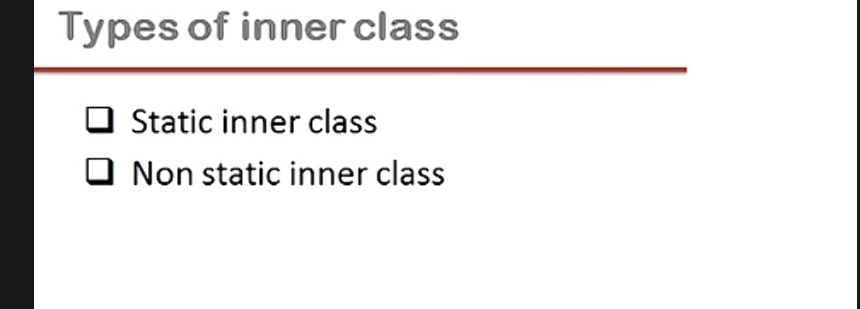 Types of inner class
Static inner class
Non static inner class